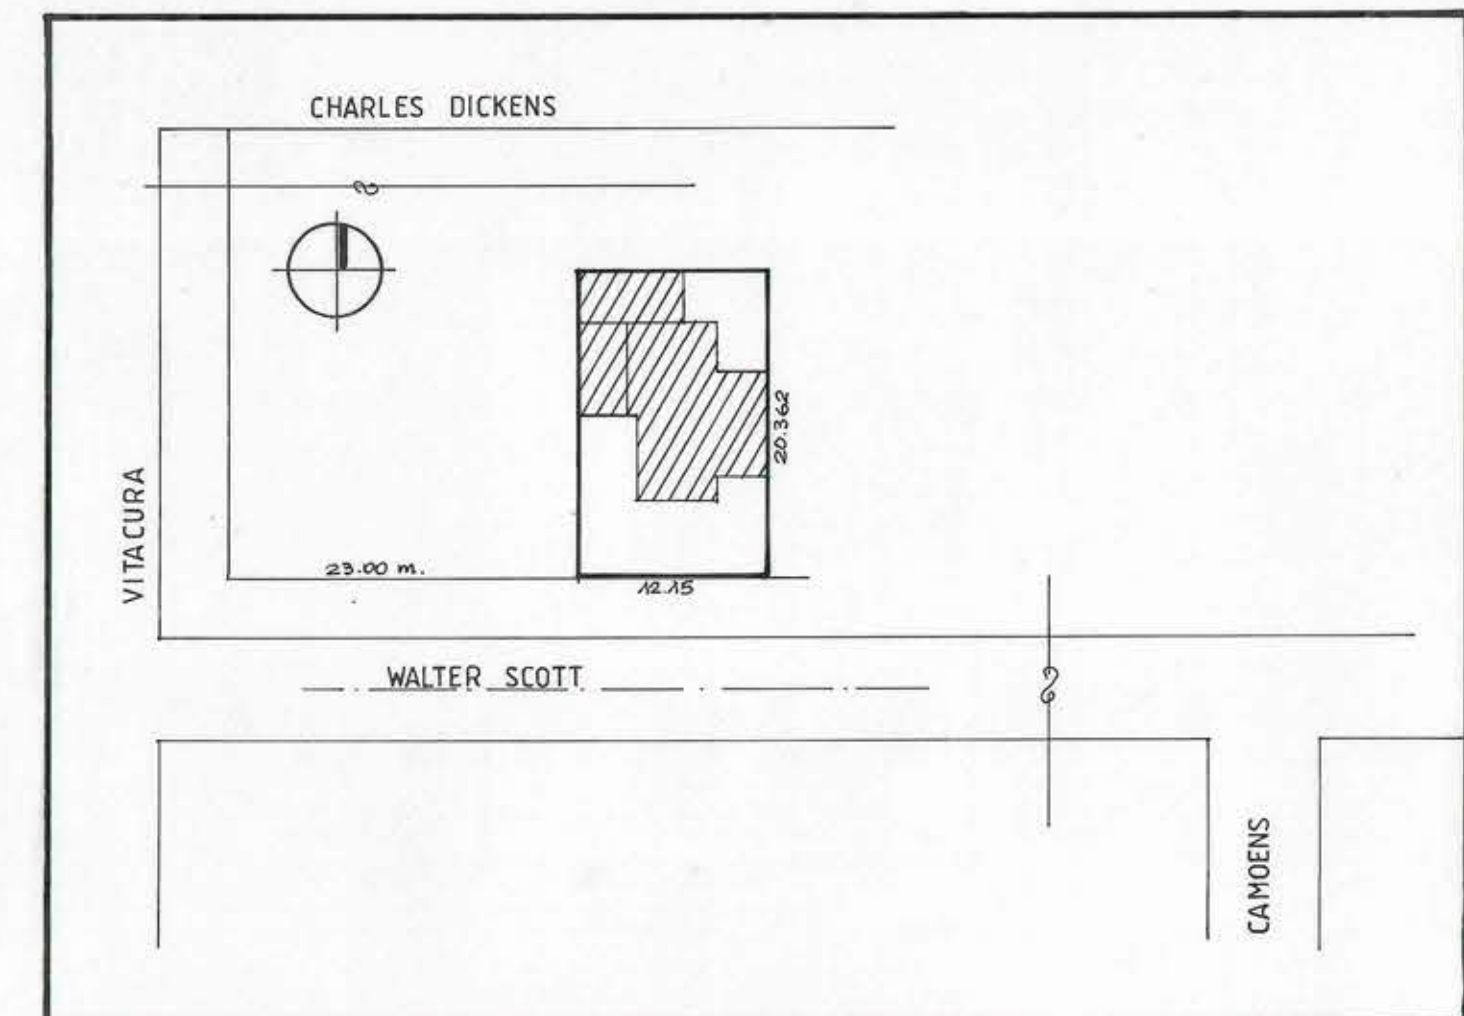 CHARLES DICKENS
VITACURA
20.362
23.00 m.
12.15
WALTER SCOTT
CAMOENS